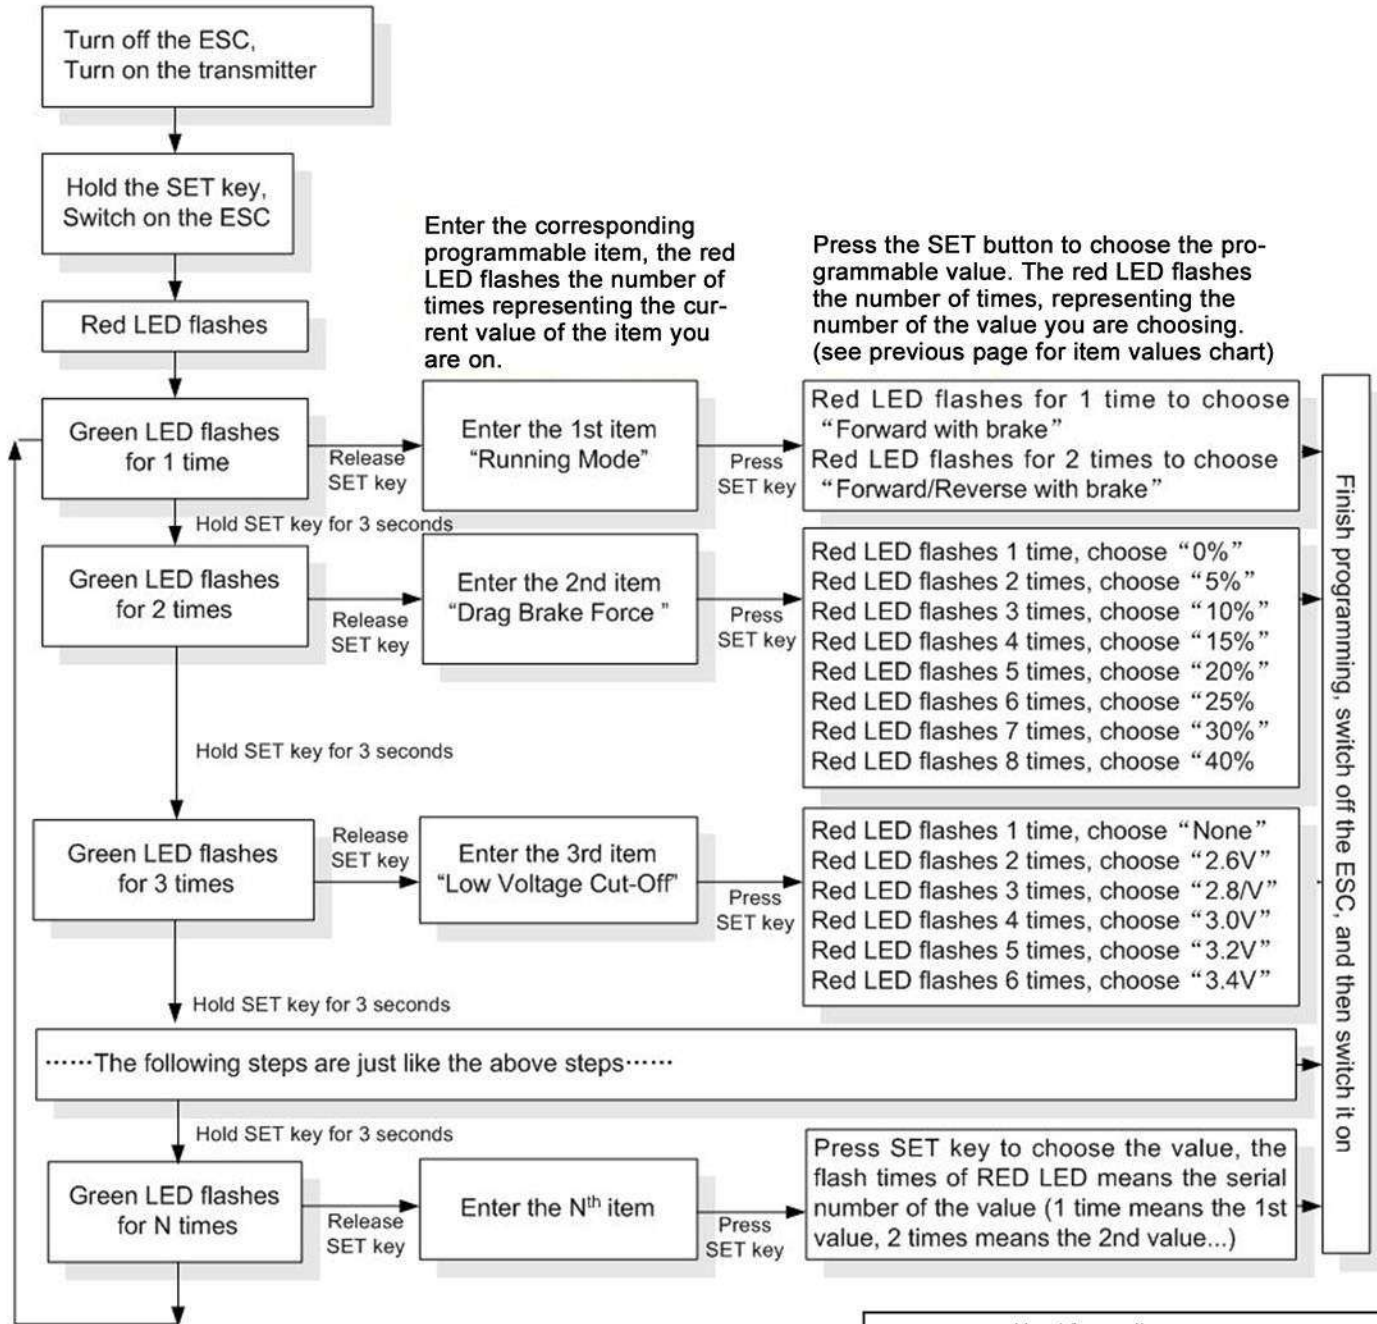 Turn off the ESC,
Turn on the transmitter
Hold the SET key,
Switch on the ESC
Red LED flashes
Enter the corresponding
programmable item, the red
LED flashes the number of
times representing the cur-
rent value of the item you
are on.
Press the SET button to choose the pro-
grammable value. The red LED flashes
the number of times, representing the
number of the value you are choosing.
(see previous page for item values chart)
Green LED flashes
for 1 time
Release
SET key
Enter the 1st item
“Running Mode”
Press
SET key
Red LED flashes for 1 time to choose
“Forward with brake”
Red LED flashes for 2 times to choose
“Forward/Reverse with brake”
Hold SET key for 3 seconds
Green LED flashes
for 2 times
Release
SET key
Enter the 2nd item
“Drag Brake Force ”
Press
SET key
Red LED flashes 1 time, choose “0%”
Red LED flashes 2 times, choose “5%”
Red LED flashes 3 times, choose “10%”
Red LED flashes 4 times, choose “15%”
Red LED flashes 5 times, choose “20%”
Red LED flashes 6 times, choose “25%
Red LED flashes 7 times, choose “30%”
Red LED flashes 8 times, choose “40%
Hold SET key for 3 seconds
Green LED flashes
for 3 times
Release
SET key
Enter the 3rd item
“Low Voltage Cut-Off”
Press
SET key
Red LED flashes 1 time, choose “None”
Red LED flashes 2 times, choose “2.6V”
Red LED flashes 3 times, choose “2.8/V”
Red LED flashes 4 times, choose “3.0V”
Red LED flashes 5 times, choose “3.2V”
Red LED flashes 6 times, choose “3.4V”
Hold SET key for 3 seconds
······The following steps are just like the above steps······
Hold SET key for 3 seconds
Green LED flashes
for N times
Release
SET key
Enter the Nth item
Press
SET key
Press SET key to choose the value, the
flash times of RED LED means the serial
number of the value (1 time means the 1st
value, 2 times means the 2nd value...)
Finish programming, switch off the ESC, and then switch it on